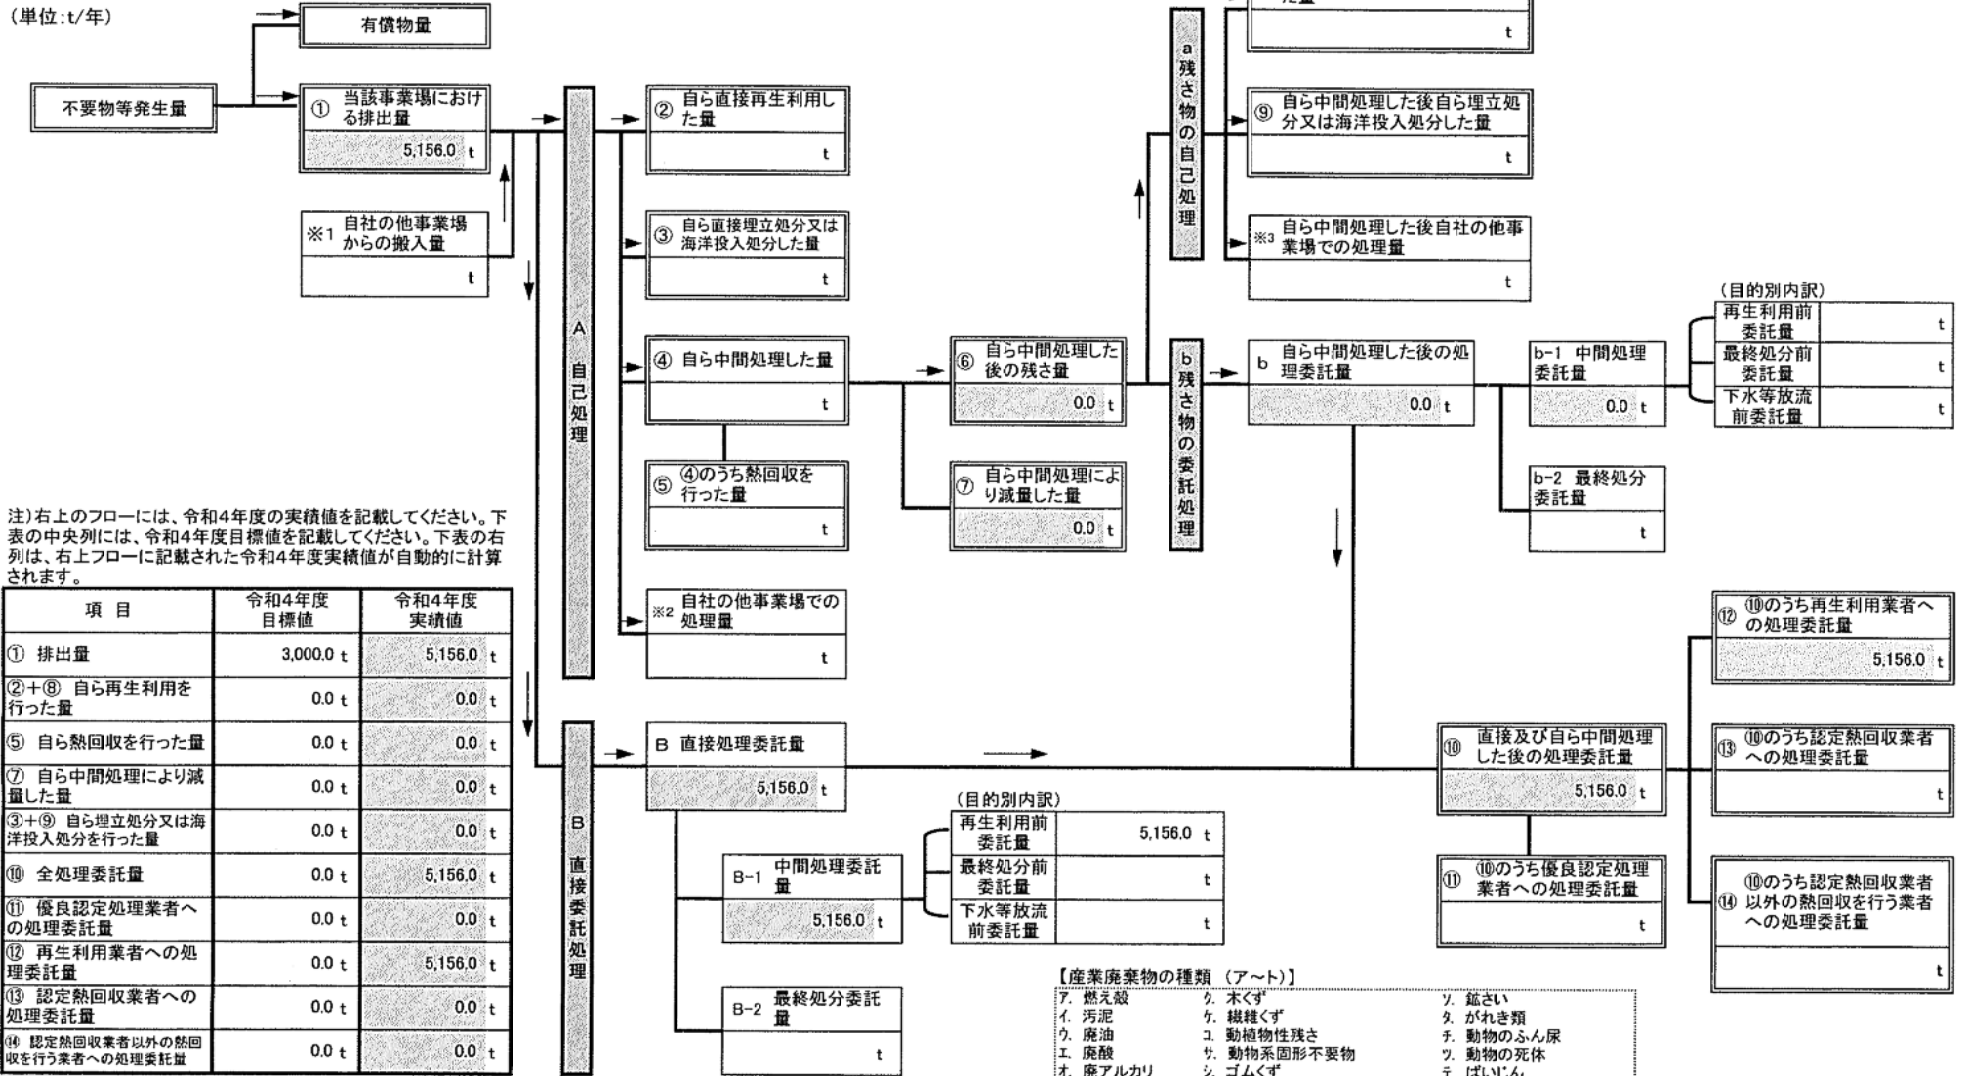 (単位:t/年)
有償物量
不要物等発生量
① 当該事業場におけ
る排出量
5,156.0 t
※1 自社の他事業場
からの搬入量
t
A 自己処理
② 自ら直接再生利用し
た量
t
③ 自ら直接埋立処分又は
海洋投入処分した量
t
④ 自ら中間処理した量
t
⑤ ④のうち熱回収を
行った量
t
※2 自社の他事業場での
処理量
t
⑥ 自ら中間処理した
後の残さ量
0.0 t
⑦ 自ら中間処理によ
り減量した量
0.0 t
a 残さ物の自己処理
t
⑨ 自ら中間処理した後自ら埋立処
分又は海洋投入処分した量
t
※3 自ら中間処理した後自社の他事
業場での処理量
t
b 残さ物の委託処理
b 自ら中間処理した後の処
理委託量
0.0 t
b-1 中間処理
委託量
0.0 t
b-2 最終処分
委託量
t
(目的別内訳)
再生利用前
委託量
t
最終処分前
委託量
t
下水等放流
前委託量
t
注)右上のフローには、令和4年度の実績値を記載してください。下
表の中央列には、令和4年度目標値を記載してください。下表の右
列は、右上フローに記載された令和4年度実績値が自動的に計算
されます。
項 目
令和4年度
目標値
令和4年度
実績値
① 排出量 3,000.0 t 5,156.0 t
②+⑧ 自ら再生利用を
行った量 0.0 t 0.0 t
⑤ 自ら熱回収を行った量 0.0 t 0.0 t
⑦ 自ら中間処理により減
量した量 0.0 t 0.0 t
③+⑨ 自ら埋立処分又は海
洋投入処分を行った量 0.0 t 0.0 t
⑩ 全処理委託量 0.0 t 5,156.0 t
⑪ 優良認定処理業者へ
の処理委託量 0.0 t 0.0 t
⑫ 再生利用業者への処
理委託量 0.0 t 5,156.0 t
⑬ 認定熱回収業者への
処理委託量 0.0 t 0.0 t
⑭ 認定熱回収業者以外の熱回
収を行う業者への処理委託量 0.0 t 0.0 t
B 直接委託処理
B 直接処理委託量
5,156.0 t
B-1 中間処理委託
量
5,156.0 t
B-2 最終処分委託
量
t
(目的別内訳)
再生利用前
委託量
5,156.0 t
最終処分前
委託量
t
下水等放流
前委託量
t
⑩ 直接及び自ら中間処理
した後の処理委託量
5,156.0 t
⑪ ⑩のうち優良認定処理
業者への処理委託量
t
⑫ ⑩のうち再生利用業者へ
の処理委託量
5,156.0 t
⑬ ⑩のうち認定熱回収業者
への処理委託量
t
⑭ ⑩のうち認定熱回収業者
以外の熱回収を行う業者
への処理委託量
t
【産業廃棄物の種類 (ア~ト)】
ア. 燃え殻 ク. 木くず ソ. 鉱さい
イ. 汚泥 ケ. 繊維くず タ. がれき類
ウ. 廃油 コ. 動植物性残さ チ. 動物のふん尿
エ. 廃酸 サ. 動物系固形不要物 ツ. 動物の死体
オ. 廃アルカリ シ. ゴムくず テ. ばいじん